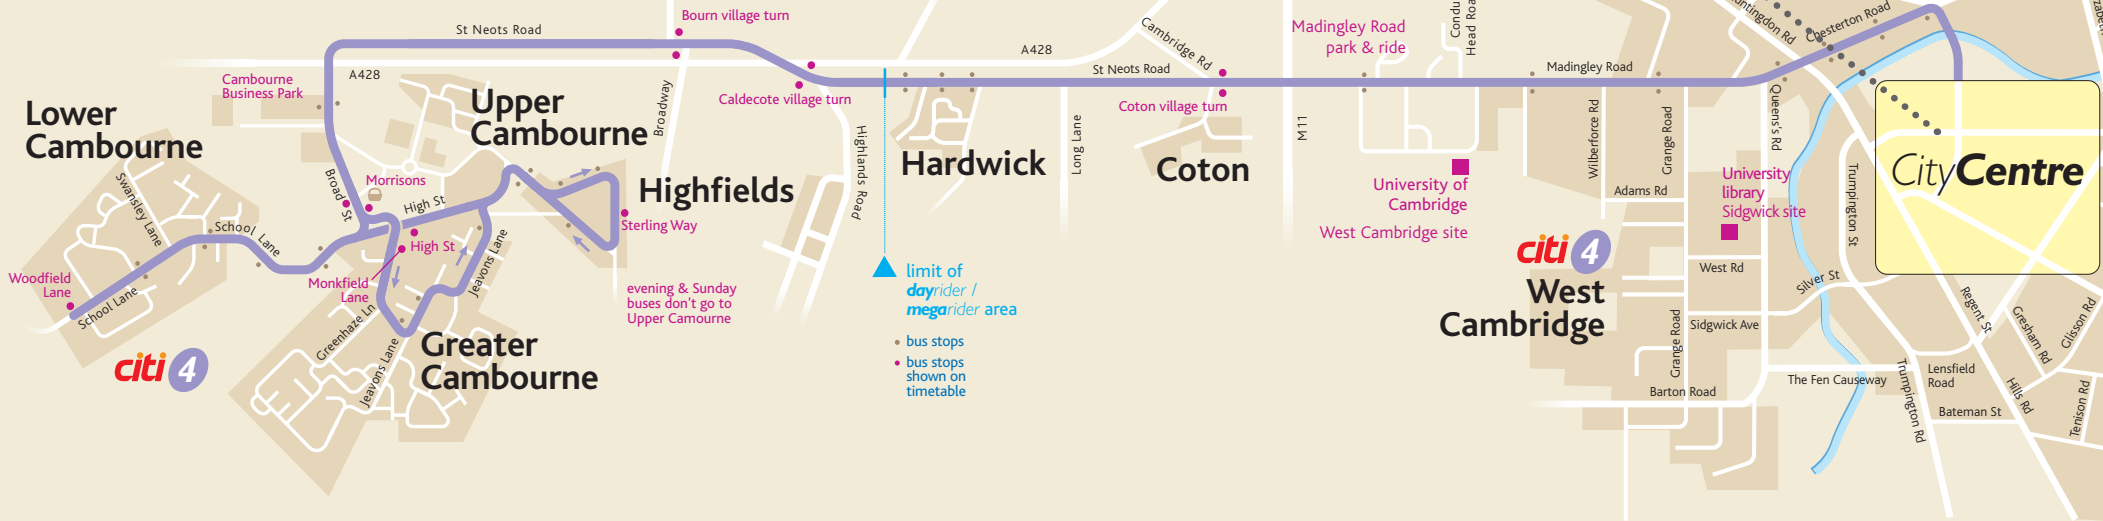 Bourn village turn
St Neots Road
A428
Cambourne
Business Park
Lower
Cambourne
Upper
Cambourne
Broadway
Caldecote village turn
Highlands Road
A428
Cambridge Rd
St Neots Road
Coton village turn
Hardwick
Long Lane
Coton
M11
Madingley Road
park & ride
Head Roa
Madingley Road
Huntingdon Rd
Chesterton Road
Wilberforce Rd
Grange Road
Queens's Rd
Adams Rd
University of
Cambridge
West Cambridge site
University
library
Sidgwick site
Trumpington St
CityCentre
Swansley Lane
School Lane
Broad St
Morrisons
High St
High St
Monkfield
Lane
Jeavons Lane
Highfields
Sterling Way
Woodfield
Lane
School Lane
evening & Sunday
buses don't go to
Upper Camourne
limit of
dayrider /
megarider area
bus stops
bus stops
shown on
timetable
citi 4
West
Cambridge
West Rd
Silver St
Sidgwick Ave
Grange Road
Barton Road
The Fen Causeway
Trumpington Rd
Lensfield
Road
Bateman St
Regent St
Gresham Rd
Glisson Rd
Hills Rd
Tenison Rd
citi 4
Greenhaze Ln
Jeavons Lane
Greater
Cambourne